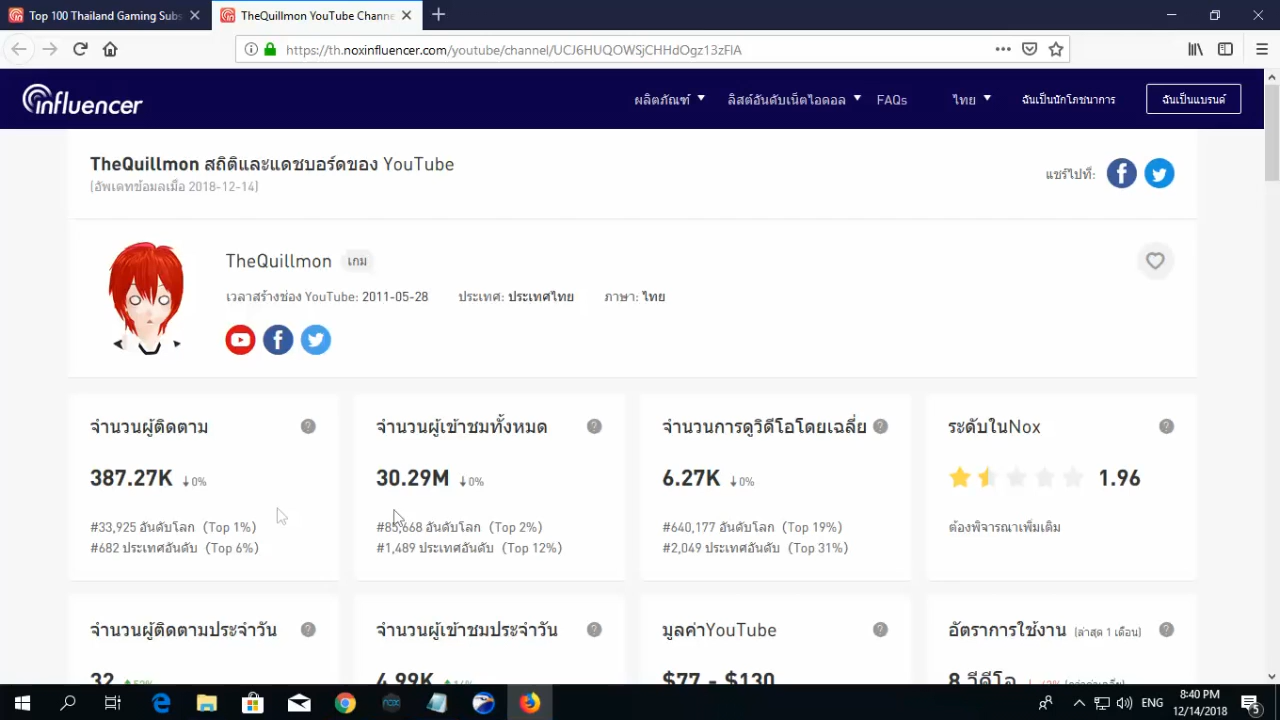 Top 100 Thailand Gaming Subs
TheQuillmon YouTube Channe
https://th.noxinfluencer.com/youtube/channel/UCJ6HUQOWSjCHHdOgz13zFlA
influencer
ผลิตภัณฑ์
ลิสต์อันดับเน็ตไอดอล
FAQs
ไทย
ฉันเป็นนักโภชนาการ
ฉันเป็นแบรนด์
TheQuillmon สถิติและแดชบอร์ดของ YouTube
(อัพเดทข้อมูลเมื่อ 2018-12-14)
แชร์ไปที่:
TheQuillmon เกม
เวลาสร้างช่อง YouTube: 2011-05-28 ประเทศ: ประเทศไทย ภาษา: ไทย
จำนวนผู้ติดตาม
387.27K ↓0%
#33,925 อันดับโลก (Top 1%)
#682 ประเทศอันดับ (Top 6%)
จำนวนผู้เข้าชมทั้งหมด
30.29M ↓0%
#85,668 อันดับโลก (Top 2%)
#1,489 ประเทศอันดับ (Top 12%)
จำนวนการดูวิดีโอโดยเฉลี่ย
6.27K ↓0%
#640,177 อันดับโลก (Top 19%)
#2,049 ประเทศอันดับ (Top 31%)
ระดับในNox
1.96
ต้องพิจารณาเพิ่มเติม
จำนวนผู้ติดตามประจำวัน
32
จำนวนผู้เข้าชมประจำวัน
4.99K
มูลค่าYouTube
$77 - $130
อัตราการใช้งาน (ล่าสุด 1 เดือน)
8 วีดีโอ
ENG
8:40 PM
12/14/2018
5